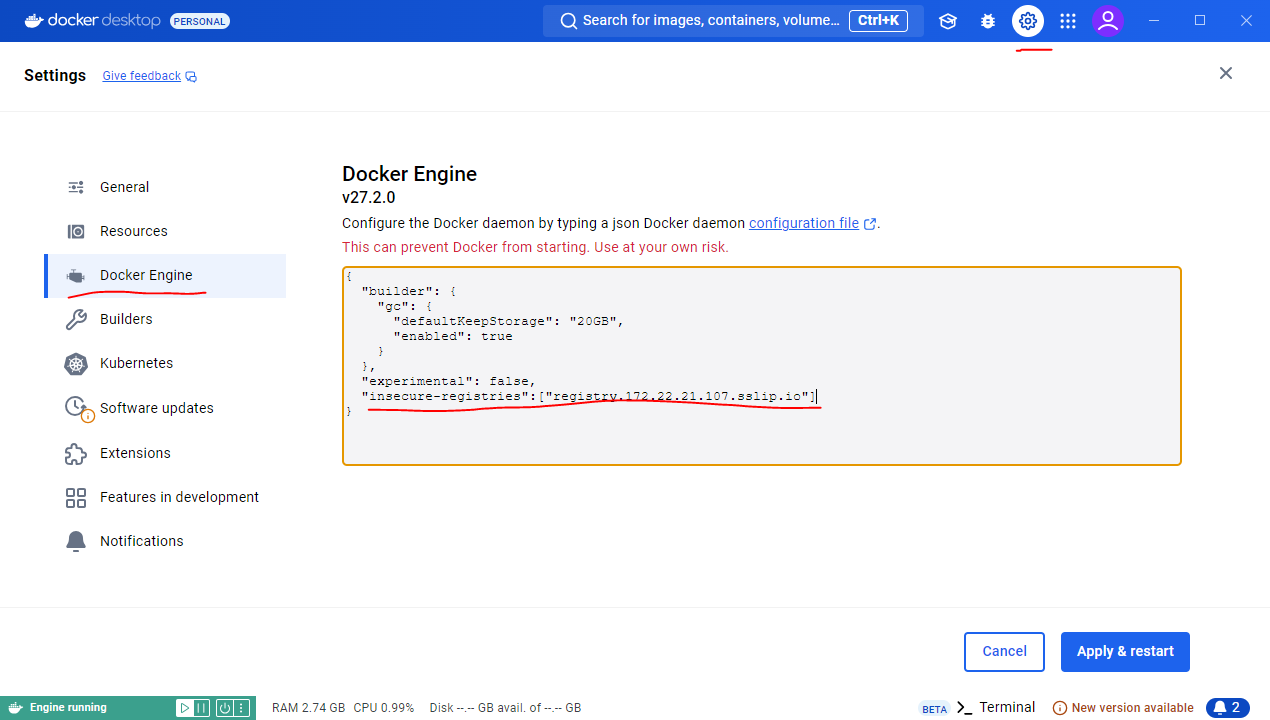 docker desktop PERSONAL
Search for images, containers, volume... Ctrl+K
Settings Give feedback
General
Resources
Docker Engine
Builders
Kubernetes
Software updates
Extensions
Features in development
Notifications
Docker Engine
v27.2.0
Configure the Docker daemon by typing a json Docker daemon configuration file.
This can prevent Docker from starting. Use at your own risk.
{
  "builder": {
    "gc": {
      "defaultKeepStorage": "20GB",
      "enabled": true
    }
  },
  "experimental": false,
  "insecure-registries":["registry.172.22.21.107.sslip.io"]
}
Cancel Apply & restart
Engine running RAM 2.74 GB CPU 0.99% Disk --.-- GB avail. of --.-- GB BETA >_ Terminal New version available 2